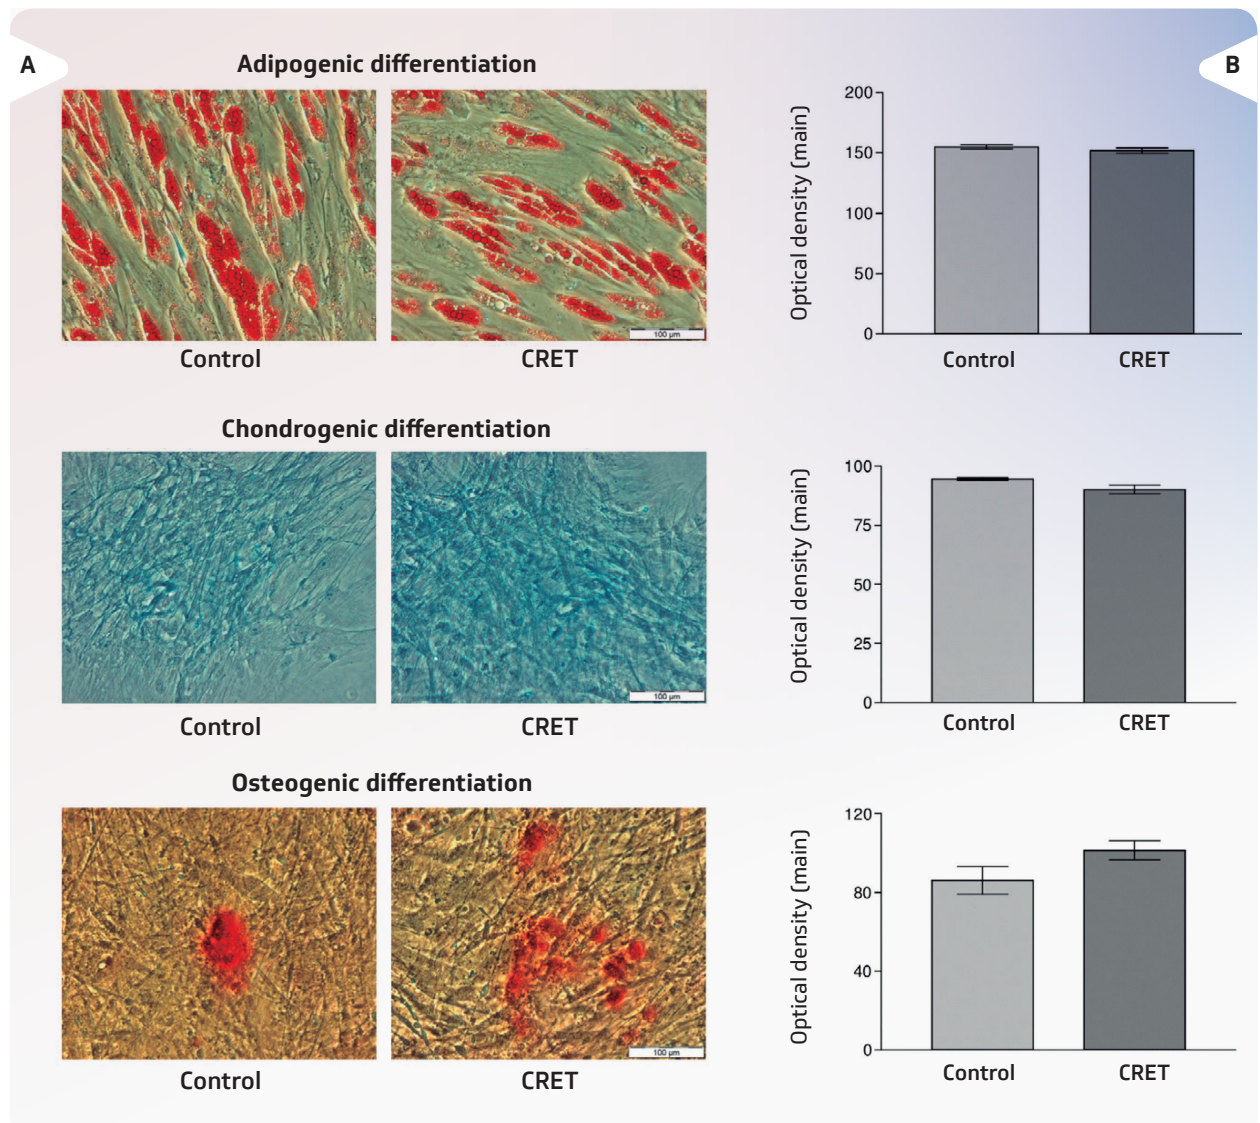 A
B
Adipogenic differentiation
Control
CRET
100 µm
Optical density (main)
200
150
100
50
0
Control
CRET
Chondrogenic differentiation
Control
CRET
100 µm
Optical density (main)
100
75
50
25
0
Control
CRET
Osteogenic differentiation
Control
CRET
100 µm
Optical density (main)
120
80
40
0
Control
CRET